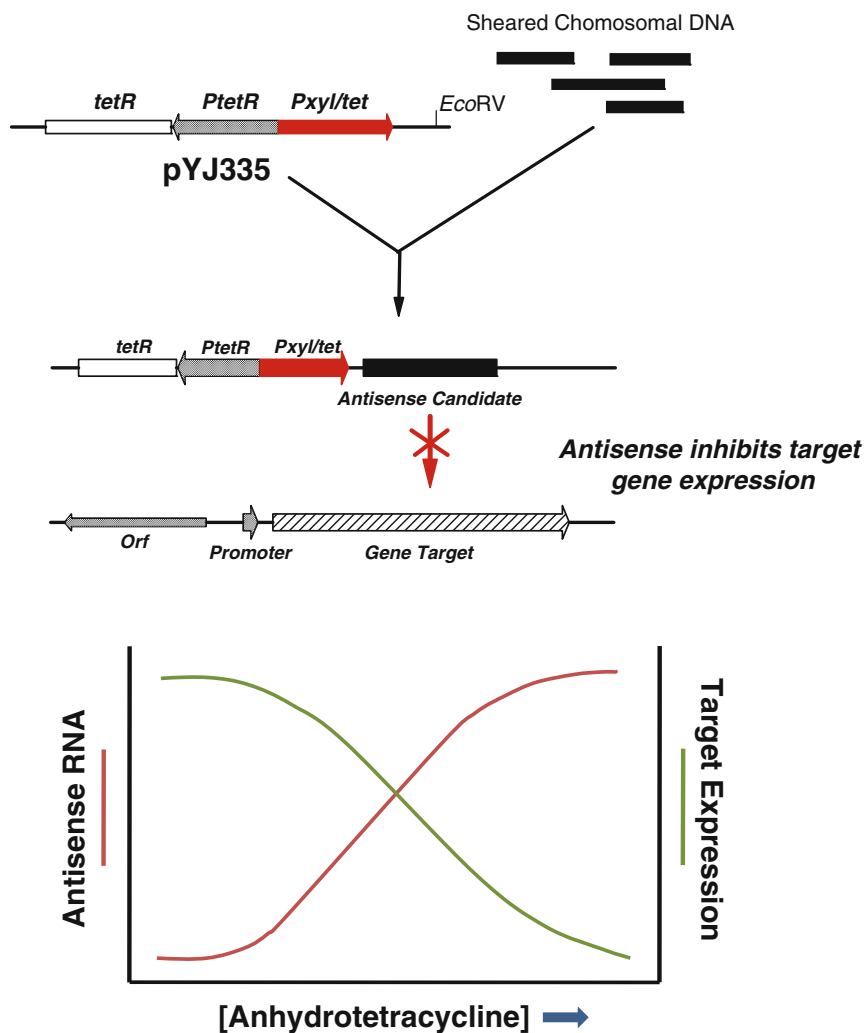 Sheared Chomosomal DNA
tetR PtetR Pxyl/tet EcoRV
pYJ335
tetR PtetR Pxyl/tet
Antisense Candidate
Antisense inhibits target
gene expression
Orf Promoter Gene Target
Antisense RNA
Target Expression
[Anhydrotetracycline]